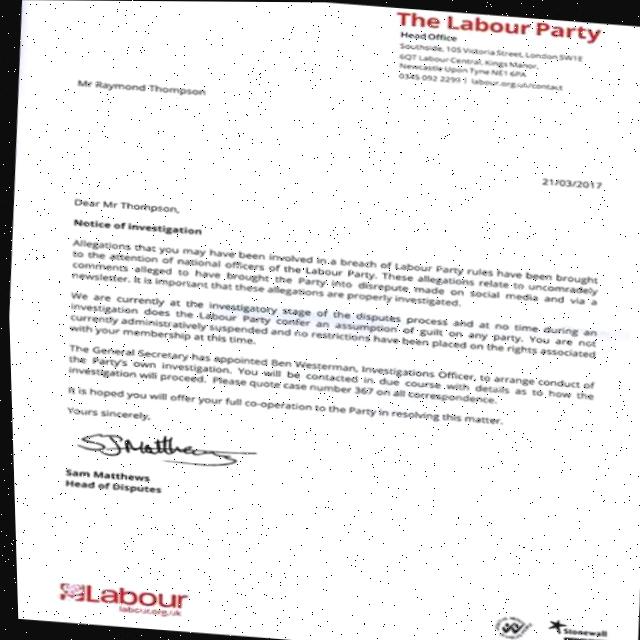 The Labour Party
Head Office
Southside, 105 Victoria Street, London SW1E
6QT Labour Central, Kings Manor,
Newcastle Upon Tyne NE1 6PA
0345 092 2299 | labour.org.uk/contact
Mr Raymond Thompson
21/03/2017
Dear Mr Thompson,
Notice of investigation
Allegations that you may have been involved in a breach of Labour Party rules have been brought
to the attention of national officers of the Labour Party. These allegations relate to uncomradely
comments alleged to have brought the Party into disrepute made on social media and via a
newsletter. It is important that these allegations are properly investigated.
We are currently at the investigatory stage of the disputes process and at no time during an
investigation does the Labour Party confer an assumption of guilt on any party. You are not
currently administratively suspended and no restrictions have been placed on the rights associated
with your membership at this time.
The General Secretary has appointed Ben Westerman, Investigations Officer, to arrange conduct of
the Party's own investigation. You will be contacted in due course with details as to how the
investigation will proceed. Please quote case number 367 on all correspondence.
It is hoped you will offer your full co-operation to the Party in resolving this matter.
Yours sincerely,
SJMatthews
Sam Matthews
Head of Disputes
Labour
labour.org.uk
Stonewall